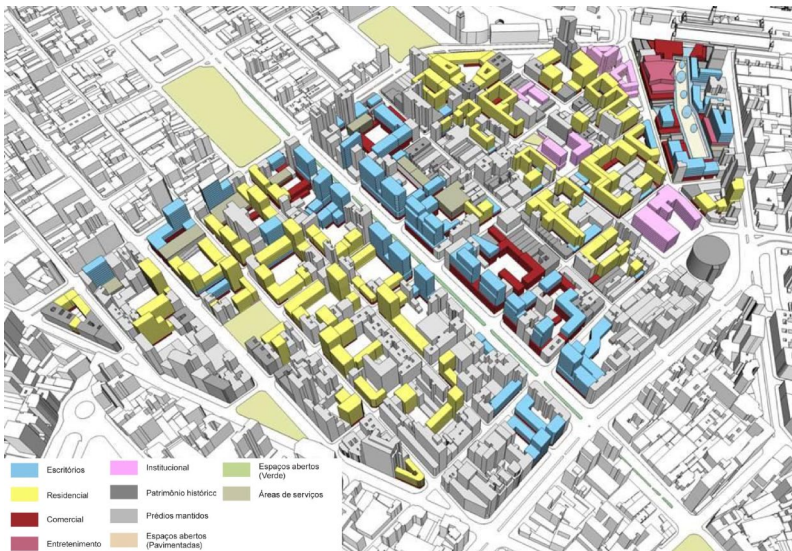 Escritórios
Residencial
Comercial
Entretenimento
Institucional
Patrimônio históricc
Prédios mantidos
Espaços abertos
(Pavimentadas)
Espaços abertos
(Verde)
Áreas de serviços